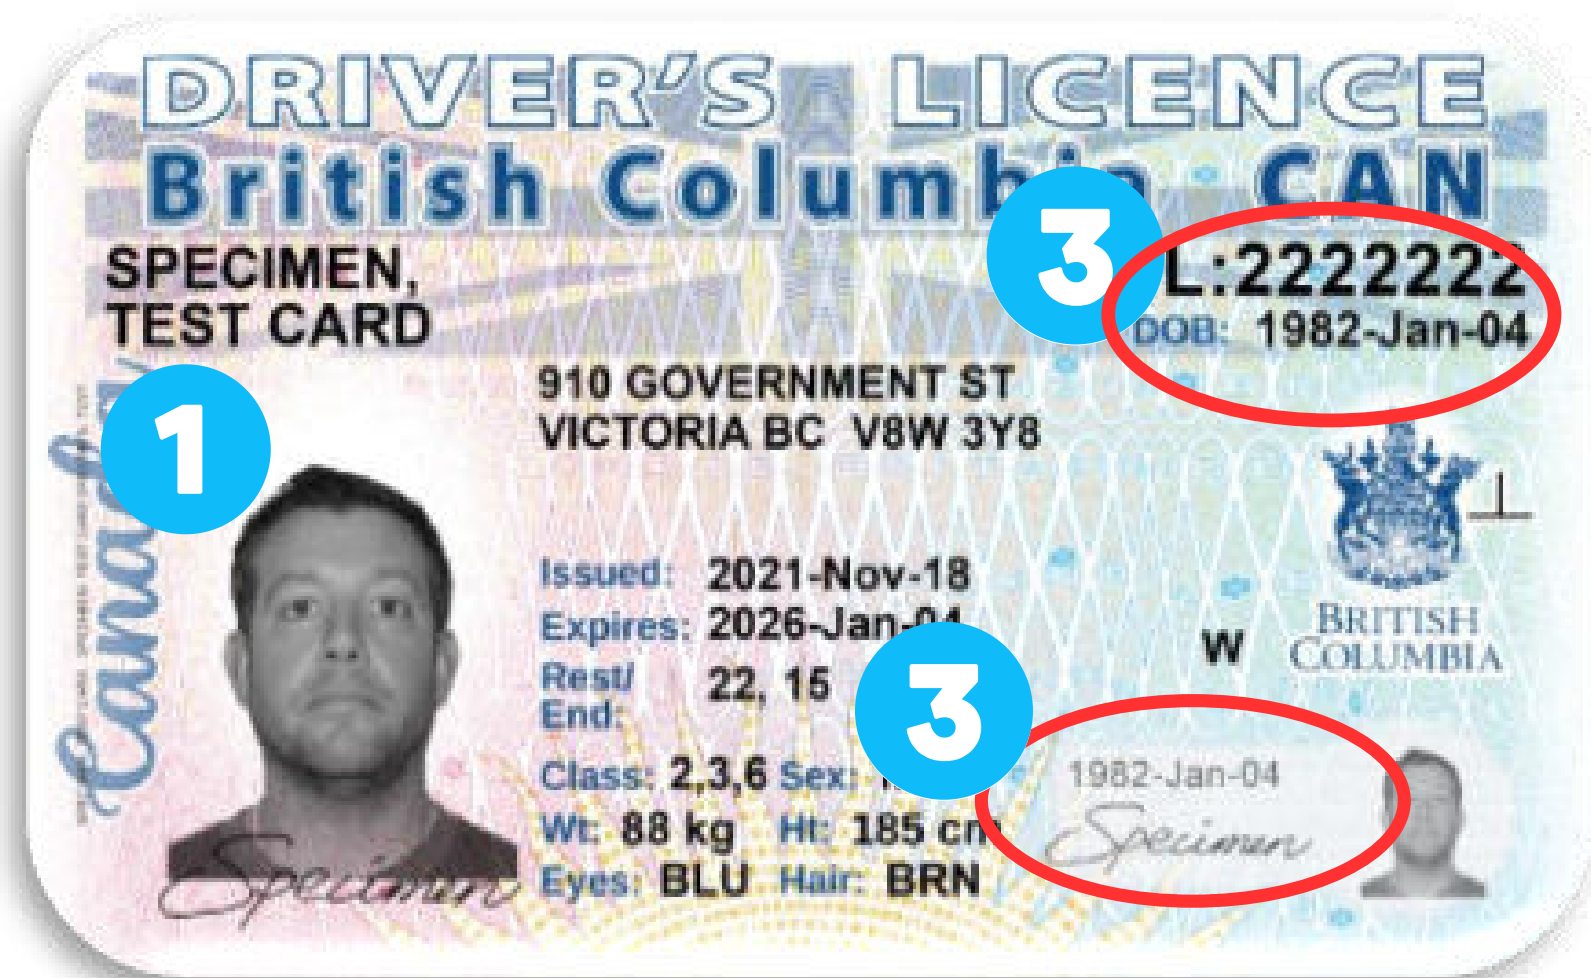 DRIVER'S LICENCE
British Columbia CAN
SPECIMEN,
TEST CARD
3
L:2222222
DOB: 1982-Jan-04
910 GOVERNMENT ST
VICTORIA BC V8W 3Y8
Canada
1
Issued: 2021-Nov-18
Expires: 2026-Jan-04
Rest/ 22, 15
End:
3
W
BRITISH
COLUMBIA
Class: 2,3,6 Sex:
Wt: 88 kg Ht: 185 cm
Eyes: BLU Hair: BRN
1982-Jan-04
Specimen
Specimen